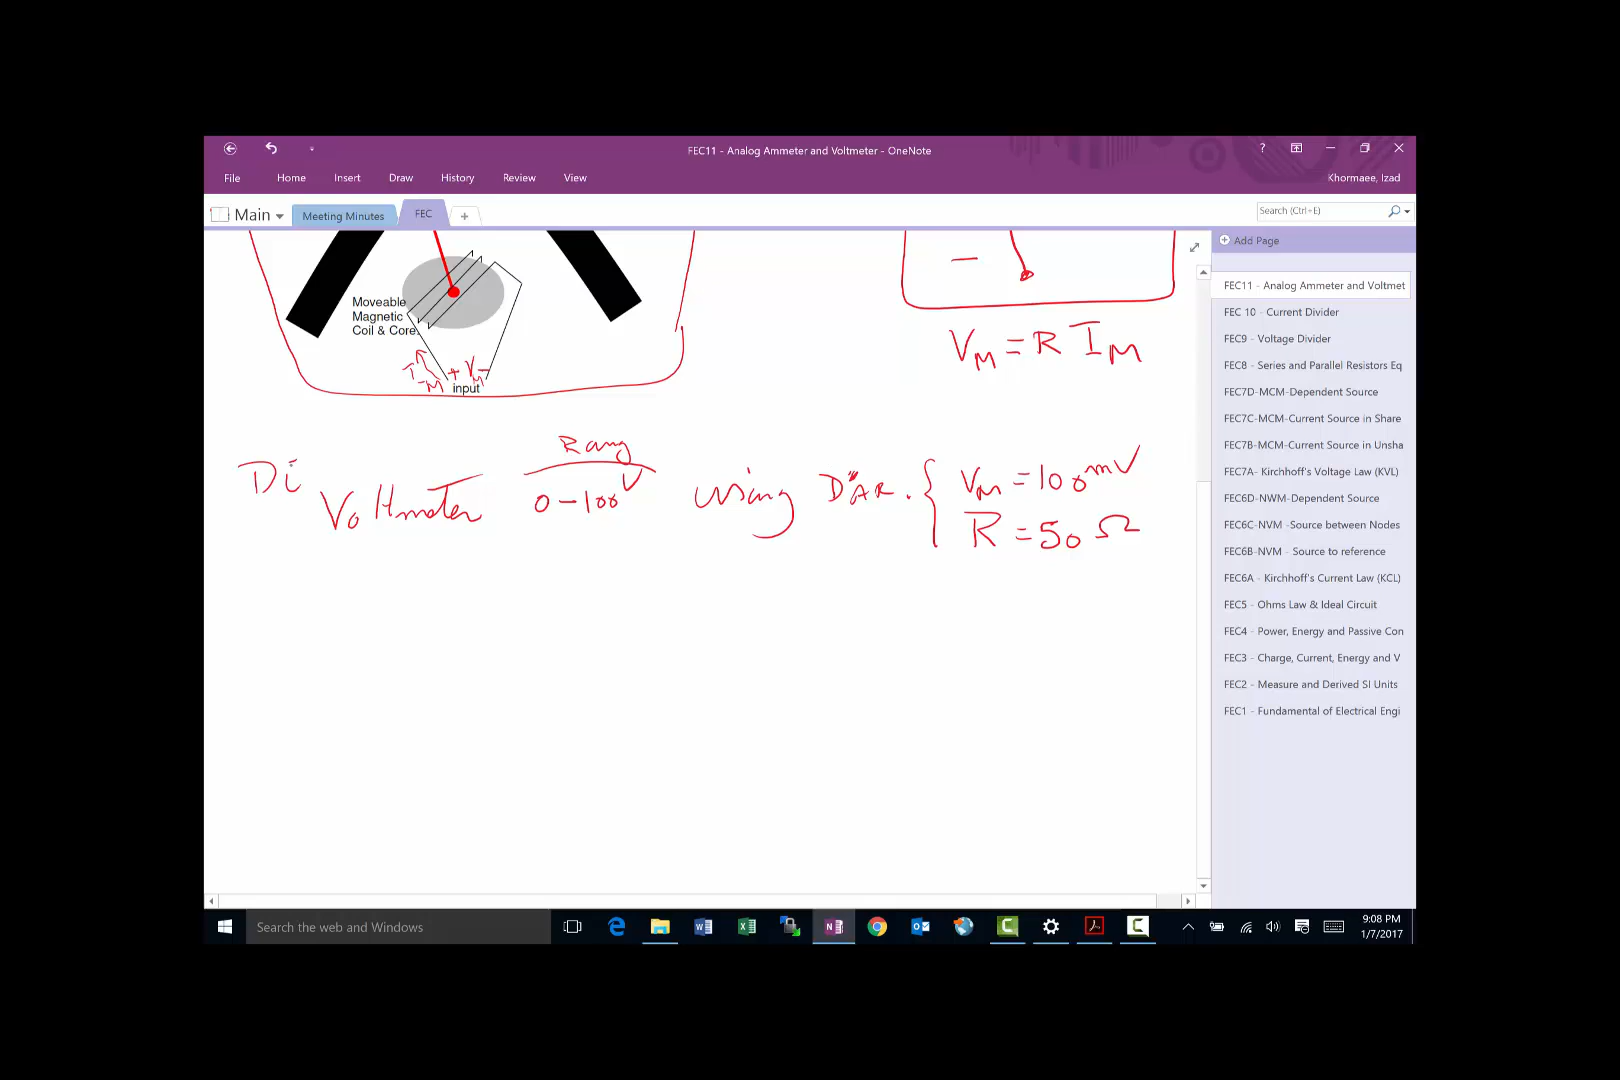 FEC11 - Analog Ammeter and Voltmeter - OneNote
File Home Insert Draw History Review View
Khormaee, Izad
Main Meeting Minutes FEC
Search (Ctrl+E)
Add Page
FEC11 - Analog Ammeter and Voltmet
FEC 10 - Current Divider
FEC9 - Voltage Divider
FEC8 - Series and Parallel Resistors Eq
FEC7D-MCM-Dependent Source
FEC7C-MCM-Current Source in Share
FEC7B-MCM-Current Source in Unsha
FEC7A- Kirchhoff's Voltage Law (KVL)
FEC6D-NWM-Dependent Source
FEC6C-NVM -Source between Nodes
FEC6B-NVM - Source to reference
FEC6A - Kirchhoff's Current Law (KCL)
FEC5 - Ohms Law & Ideal Circuit
FEC4 - Power, Energy and Passive Con
FEC3 - Charge, Current, Energy and V
FEC2 - Measure and Derived SI Units
FEC1 - Fundamental of Electrical Engi
Moveable
Magnetic
Coil & Core
I_M + V_M -
input
−
V_M = R I_M
Rang
Di Voltmeter 0-100V using D'AR. { V_M = 100mV
R = 50 Ω
Search the web and Windows
9:08 PM
1/7/2017